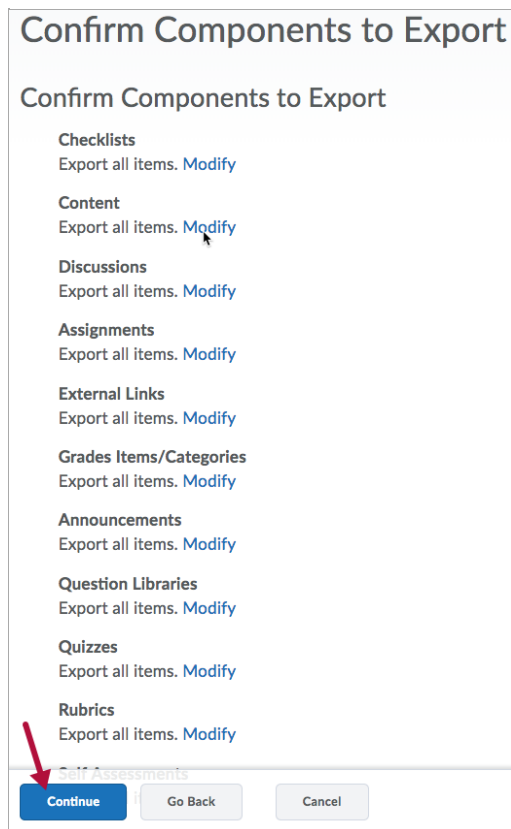 Confirm Components to Export
Confirm Components to Export
Checklists
Export all items. Modify
Content
Export all items. Modify
Discussions
Export all items. Modify
Assignments
Export all items. Modify
External Links
Export all items. Modify
Grades Items/Categories
Export all items. Modify
Announcements
Export all items. Modify
Question Libraries
Export all items. Modify
Quizzes
Export all items. Modify
Rubrics
Export all items. Modify
Self Assessments
Continue Go Back Cancel